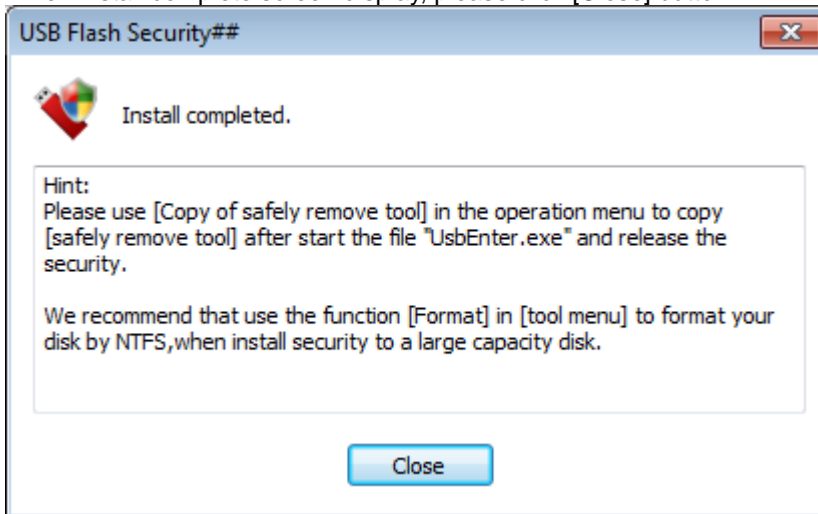 USB Flash Security##
Install completed.
Hint:
Please use [Copy of safely remove tool] in the operation menu to copy
[safely remove tool] after start the file "UsbEnter.exe" and release the
security.
We recommend that use the function [Format] in [tool menu] to format your
disk by NTFS,when install security to a large capacity disk.
Close